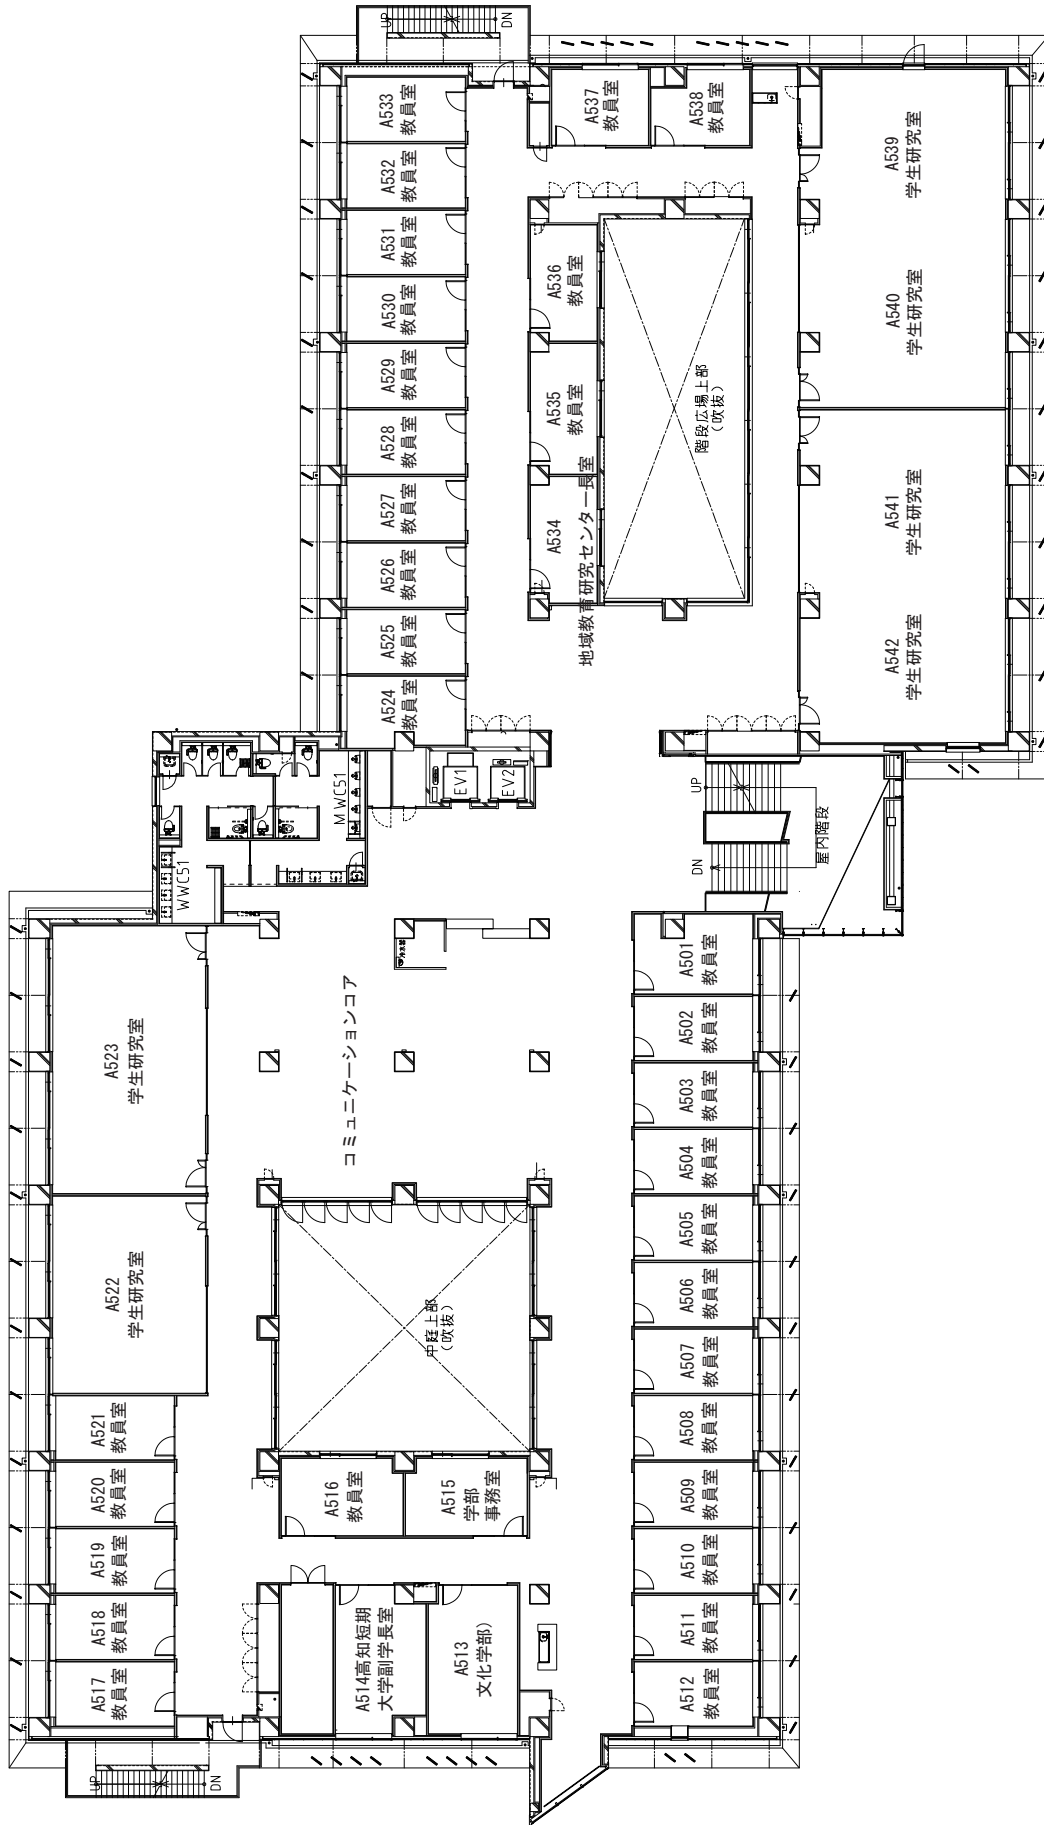 UP
DN
A533
教員室
A532
教員室
A531
教員室
A530
教員室
A529
教員室
A528
教員室
A527
教員室
A526
教員室
A525
教員室
A524
教員室
A537
教員室
A538
教員室
A536
教員室
A535
教員室
A534
地域教育研究センター長室
階段広場上部
(吹抜)
A539
学生研究室
A540
学生研究室
A541
学生研究室
A542
学生研究室
EV1
EV2
MWC51
WWC51
UP
DN
屋内階段
冷水器
コミュニケーションコア
A523
学生研究室
A522
学生研究室
A521
教員室
A520
教員室
A519
教員室
A518
教員室
A517
教員室
中庭上部
(吹抜)
A516
教員室
A515
学部
事務室
A514高知短期
大学副学長室
A513
文化学部)
A501
教員室
A502
教員室
A503
教員室
A504
教員室
A505
教員室
A506
教員室
A507
教員室
A508
教員室
A509
教員室
A510
教員室
A511
教員室
A512
教員室
UP
DN